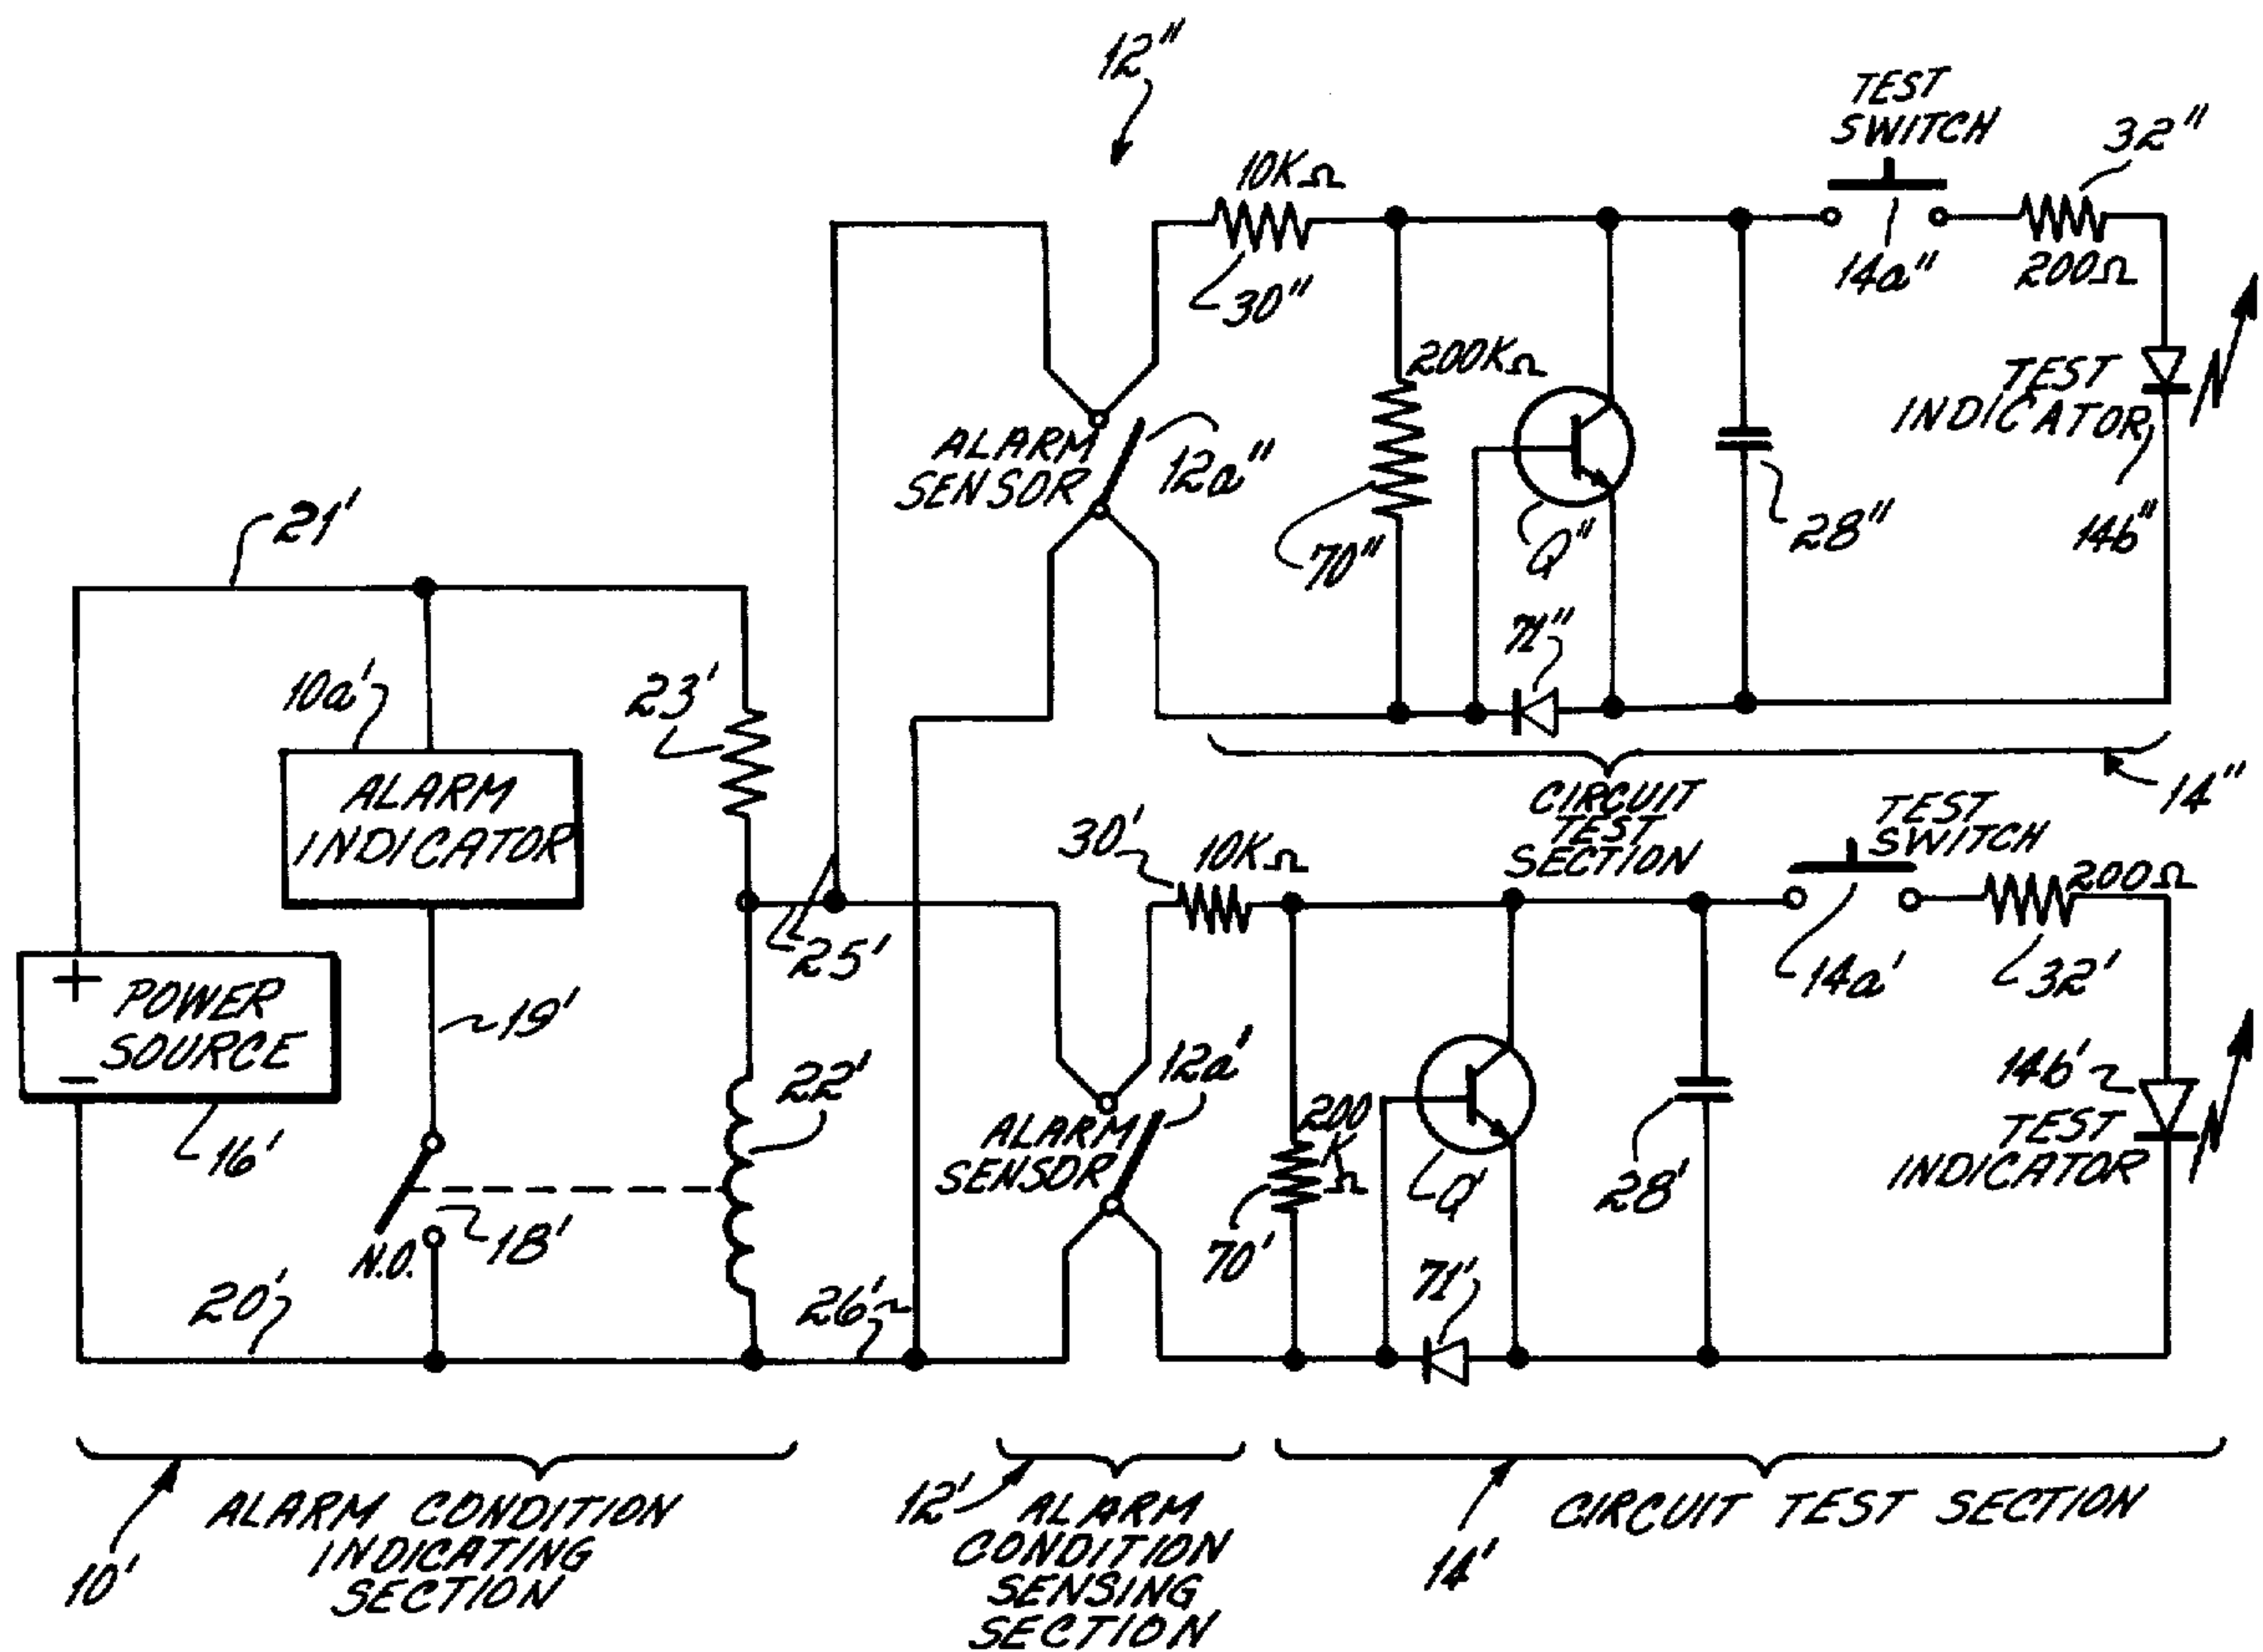 12"
TEST
SWITCH
32"
10KΩ
200Ω
14a"
30"
200KΩ
TEST
INDICATOR
ALARM
SENSOR
12a"
70"
Q"
28"
14b"
21'
71"
10a'
23'
ALARM
INDICATOR
CIRCUIT
TEST
SECTION
14"
30'
10KΩ
TEST
SWITCH
200Ω
25'
14a'
32'
+ POWER
SOURCE
−
19'
22'
12a'
14b'
16'
ALARM
SENSOR
200
K
Ω
TEST
INDICATOR
Q'
28'
18'
N.O.
70'
71'
20'
26'
10'
ALARM CONDITION
INDICATING
SECTION
12'
ALARM
CONDITION
SENSING
SECTION
CIRCUIT TEST SECTION
14'